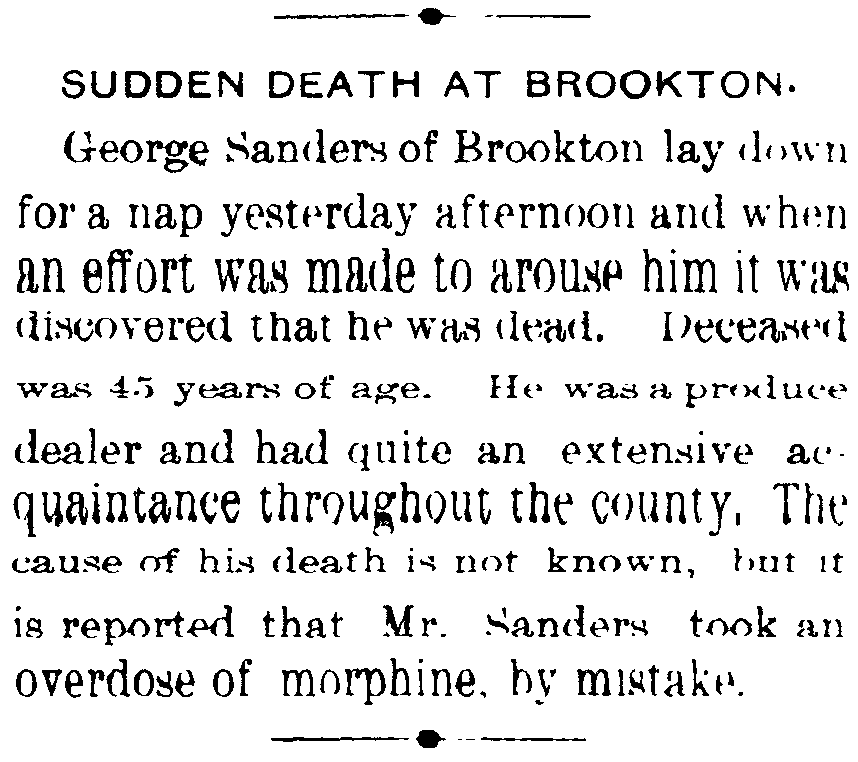 SUDDEN DEATH AT BROOKTON.
George Sanders of Brookton lay down
for a nap yesterday afternoon and when
an effort was made to arouse him it was
discovered that he was dead. Deceased
was 45 years of age. He was a produce
dealer and had quite an extensive ac-
quaintance throughout the county. The
cause of his death is not known, but it
is reported that Mr. Sanders took an
overdose of morphine, by mistake.